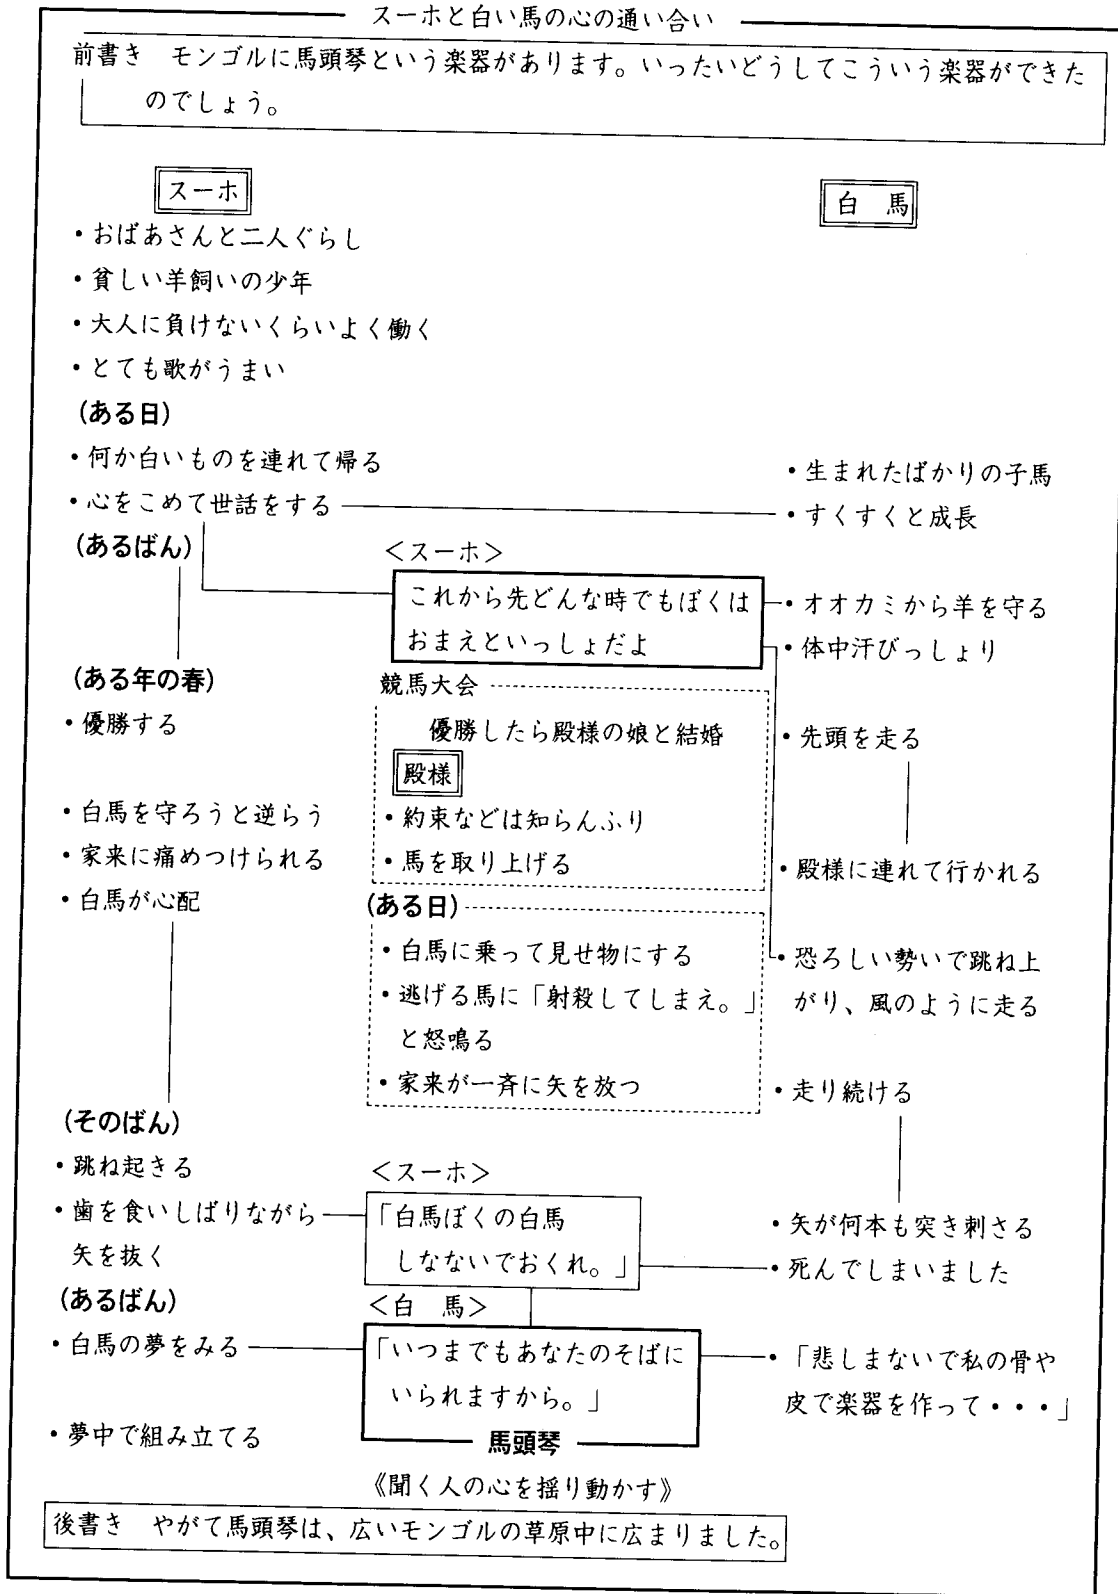 スーホと白い馬の心の通い合い
前書き　モンゴルに馬頭琴という楽器があります。いったいどうしてこういう楽器ができた
のでしょう。
スーホ
・おばあさんと二人ぐらし
・貧しい羊飼いの少年
・大人に負けないくらいよく働く
・とても歌がうまい
(ある日)
・何か白いものを連れて帰る
・心をこめて世話をする
白　馬
・生まれたばかりの子馬
・すくすくと成長
(あるばん)
＜スーホ＞
これから先どんな時でもぼくは
おまえといっしょだよ
・オオカミから羊を守る
・体中汗びっしょり
(ある年の春)
・優勝する
・白馬を守ろうと逆らう
・家来に痛めつけられる
・白馬が心配
競馬大会
優勝したら殿様の娘と結婚
殿様
・約束などは知らんふり
・馬を取り上げる
・先頭を走る
・殿様に連れて行かれる
(ある日)
・白馬に乗って見せ物にする
・逃げる馬に「射殺してしまえ。」
と怒鳴る
・家来が一斉に矢を放つ
・恐ろしい勢いで跳ね上
がり、風のように走る
・走り続ける
(そのばん)
・跳ね起きる
・歯を食いしばりながら
矢を抜く
＜スーホ＞
「白馬ぼくの白馬
しなないでおくれ。」
・矢が何本も突き刺さる
・死んでしまいました
(あるばん)
・白馬の夢をみる
・夢中で組み立てる
＜白　馬＞
「いつまでもあなたのそばに
いられますから。」
・「悲しまないで私の骨や
皮で楽器を作って・・・」
馬頭琴
《聞く人の心を揺り動かす》
後書き　やがて馬頭琴は、広いモンゴルの草原中に広まりました。